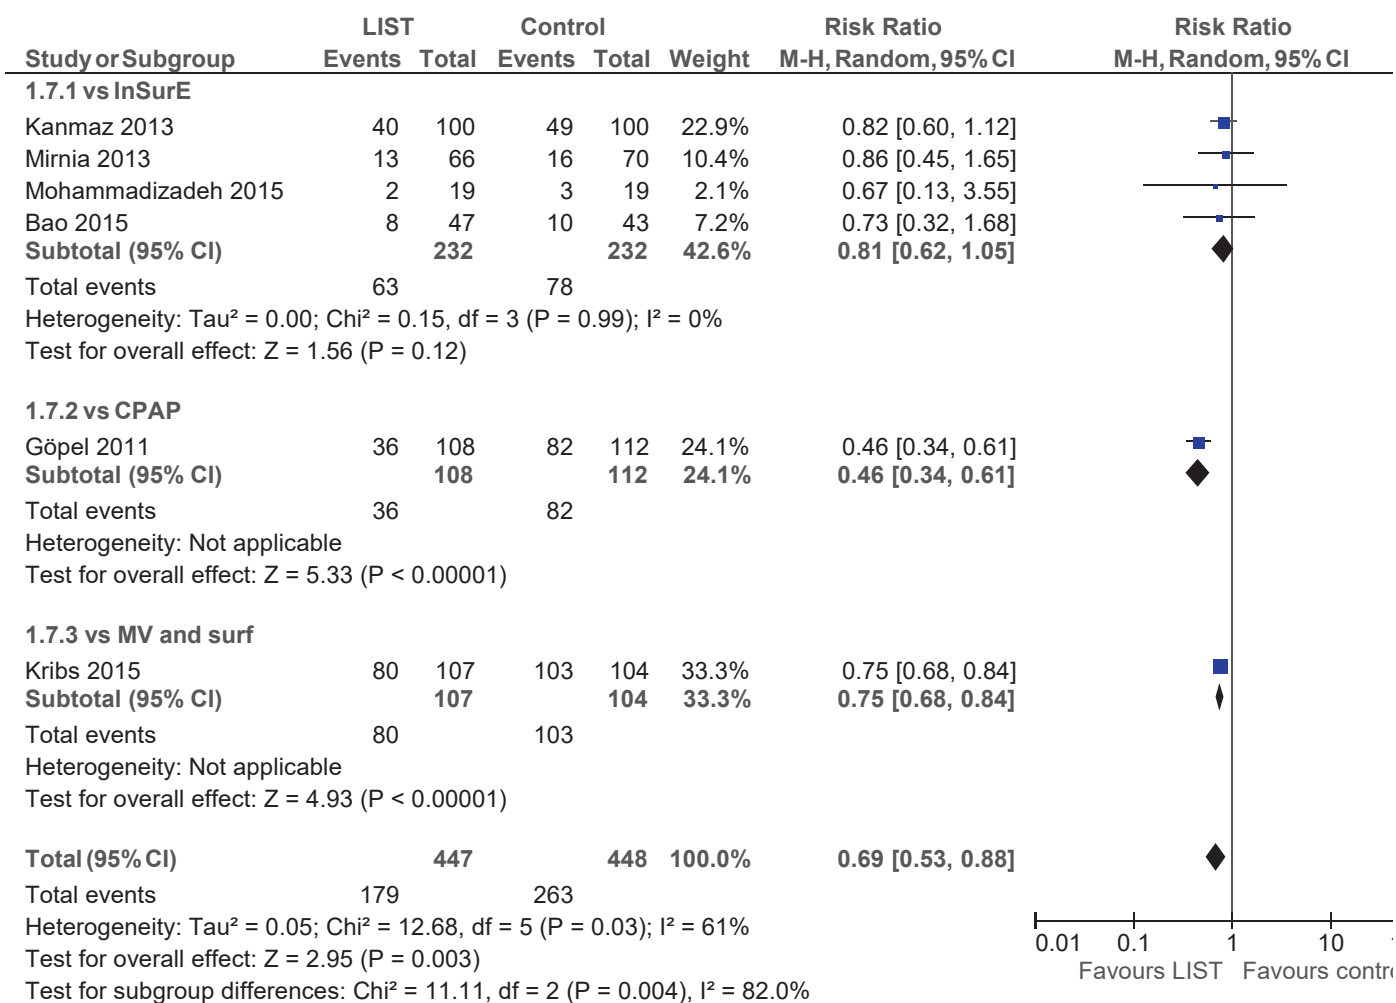 LIST Control Risk Ratio Risk Ratio
Study or Subgroup Events Total Events Total Weight M-H, Random, 95% CI M-H, Random, 95% CI
1.7.1 vs InSurE
Kanmaz 2013 40 100 49 100 22.9% 0.82 [0.60, 1.12]
Mirnia 2013 13 66 16 70 10.4% 0.86 [0.45, 1.65]
Mohammadizadeh 2015 2 19 3 19 2.1% 0.67 [0.13, 3.55]
Bao 2015 8 47 10 43 7.2% 0.73 [0.32, 1.68]
Subtotal (95% CI) 232 232 42.6% 0.81 [0.62, 1.05]
Total events 63 78
Heterogeneity: Tau² = 0.00; Chi² = 0.15, df = 3 (P = 0.99); I² = 0%
Test for overall effect: Z = 1.56 (P = 0.12)
1.7.2 vs CPAP
Göpel 2011 36 108 82 112 24.1% 0.46 [0.34, 0.61]
Subtotal (95% CI) 108 112 24.1% 0.46 [0.34, 0.61]
Total events 36 82
Heterogeneity: Not applicable
Test for overall effect: Z = 5.33 (P < 0.00001)
1.7.3 vs MV and surf
Kribs 2015 80 107 103 104 33.3% 0.75 [0.68, 0.84]
Subtotal (95% CI) 107 104 33.3% 0.75 [0.68, 0.84]
Total events 80 103
Heterogeneity: Not applicable
Test for overall effect: Z = 4.93 (P < 0.00001)
Total (95% CI) 447 448 100.0% 0.69 [0.53, 0.88]
Total events 179 263
Heterogeneity: Tau² = 0.05; Chi² = 12.68, df = 5 (P = 0.03); I² = 61%
Test for overall effect: Z = 2.95 (P = 0.003)
Test for subgroup differences: Chi² = 11.11, df = 2 (P = 0.004), I² = 82.0%
0.01 0.1 1 10
Favours LIST Favours contro